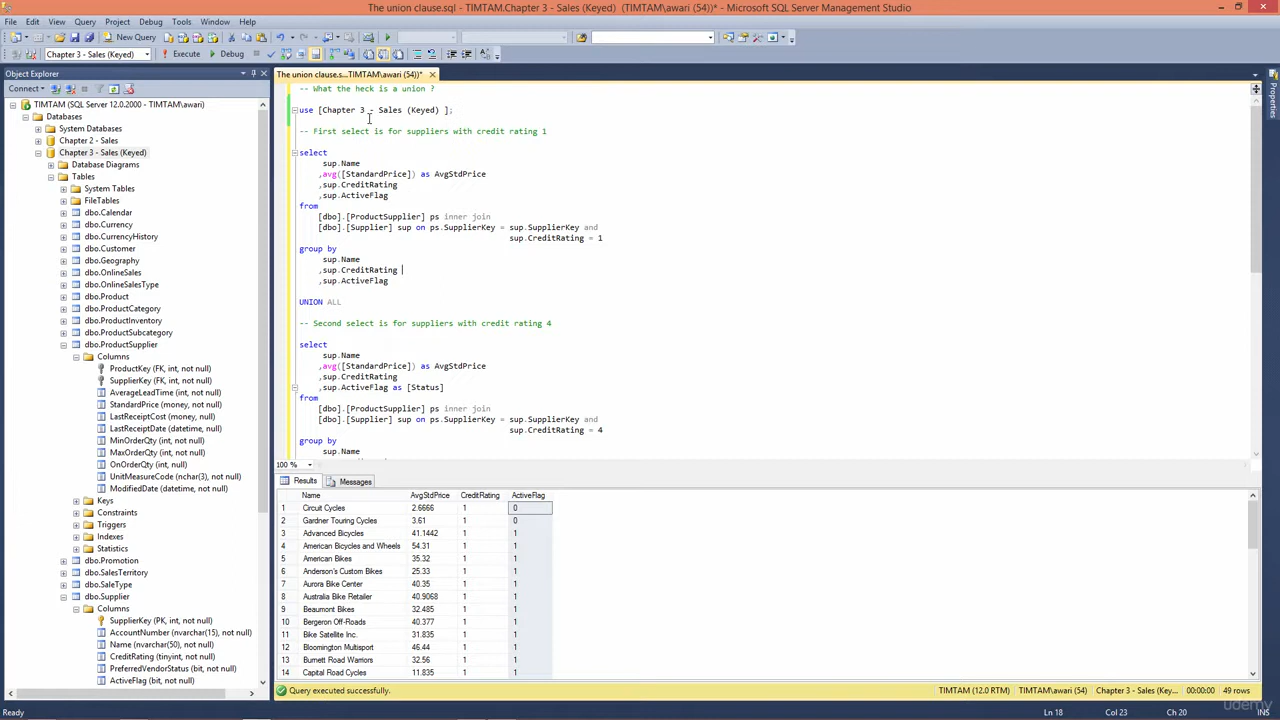 The union clause.sql - TIMTAM.Chapter 3 - Sales (Keyed) (TIMTAM\awari (54))* - Microsoft SQL Server Management Studio
File Edit View Query Project Debug Tools Window Help
New Query
Chapter 3 - Sales (Keyed) Execute Debug
Object Explorer
Connect
TIMTAM (SQL Server 12.0.2000 - TIMTAM\awari)
Databases
System Databases
Chapter 2 - Sales
Chapter 3 - Sales (Keyed)
Database Diagrams
Tables
System Tables
FileTables
dbo.Calendar
dbo.Currency
dbo.CurrencyHistory
dbo.Customer
dbo.Geography
dbo.OnlineSales
dbo.OnlineSalesType
dbo.Product
dbo.ProductCategory
dbo.ProductInventory
dbo.ProductSubcategory
dbo.ProductSupplier
Columns
ProductKey (FK, int, not null)
SupplierKey (FK, int, not null)
AverageLeadTime (int, not null)
StandardPrice (money, not null)
LastReceiptCost (money, null)
LastReceiptDate (datetime, null)
MinOrderQty (int, not null)
MaxOrderQty (int, not null)
OnOrderQty (int, null)
UnitMeasureCode (nchar(3), not null)
ModifiedDate (datetime, not null)
Keys
Constraints
Triggers
Indexes
Statistics
dbo.Promotion
dbo.SalesTerritory
dbo.SaleType
dbo.Supplier
Columns
SupplierKey (PK, int, not null)
AccountNumber (nvarchar(15), not null)
Name (nvarchar(50), not null)
CreditRating (tinyint, not null)
PreferredVendorStatus (bit, not null)
ActiveFlag (bit, not null)
The union clause.s...TIMTAM\awari (54))*
-- What the heck is a union ?
use [Chapter 3 - Sales (Keyed) ];
-- First select is for suppliers with credit rating 1
select
sup.Name
,avg([StandardPrice]) as AvgStdPrice
,sup.CreditRating
,sup.ActiveFlag
from
[dbo].[ProductSupplier] ps inner join
[dbo].[Supplier] sup on ps.SupplierKey = sup.SupplierKey and
sup.CreditRating = 1
group by
sup.Name
,sup.CreditRating
,sup.ActiveFlag
UNION ALL
-- Second select is for suppliers with credit rating 4
select
sup.Name
,avg([StandardPrice]) as AvgStdPrice
,sup.CreditRating
,sup.ActiveFlag as [Status]
from
[dbo].[ProductSupplier] ps inner join
[dbo].[Supplier] sup on ps.SupplierKey = sup.SupplierKey and
sup.CreditRating = 4
group by
sup.Name
100 %
Results Messages
Name AvgStdPrice CreditRating ActiveFlag
1 Circuit Cycles 2.6666 1 0
2 Gardner Touring Cycles 3.61 1 0
3 Advanced Bicycles 41.1442 1 1
4 American Bicycles and Wheels 54.31 1 1
5 American Bikes 35.32 1 1
6 Anderson's Custom Bikes 25.33 1 1
7 Aurora Bike Center 40.35 1 1
8 Australia Bike Retailer 40.9068 1 1
9 Beaumont Bikes 32.485 1 1
10 Bergeron Off-Roads 40.377 1 1
11 Bike Satellite Inc. 31.835 1 1
12 Bloomington Multisport 46.44 1 1
13 Burnett Road Warriors 32.56 1 1
14 Capital Road Cycles 11.835 1 1
Query executed successfully. TIMTAM (12.0 RTM) TIMTAM\awari (54) Chapter 3 - Sales (Key... 00:00:00 49 rows
Ready Ln 18 Col 23 Ch 20 INS
Properties
udemy